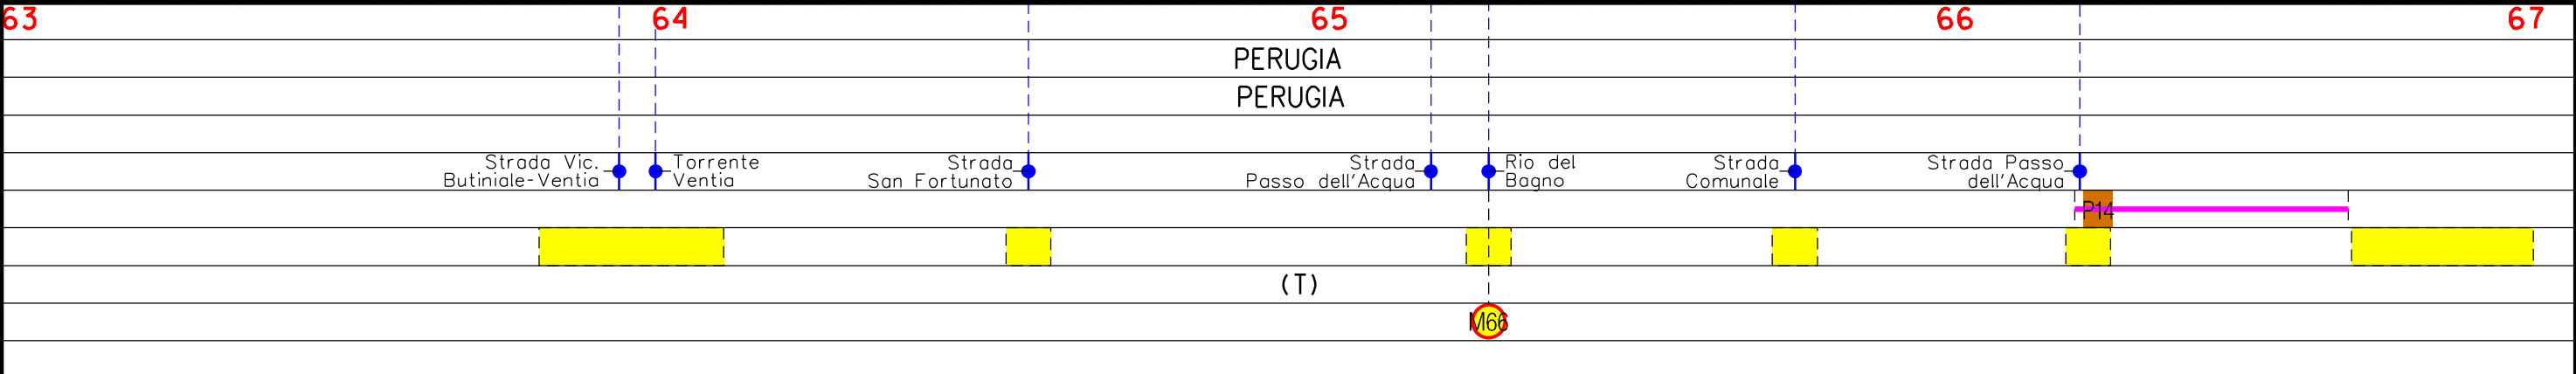 63 64 65 66 67
PERUGIA
PERUGIA
Strada Vic.
Butiniale-Ventia
Torrente
Ventia
Strada
San Fortunato
Strada
Passo dell'Acqua
Rio del
Bagno
Strada
Comunale
Strada Passo
dell'Acqua
P14
(T)
M66